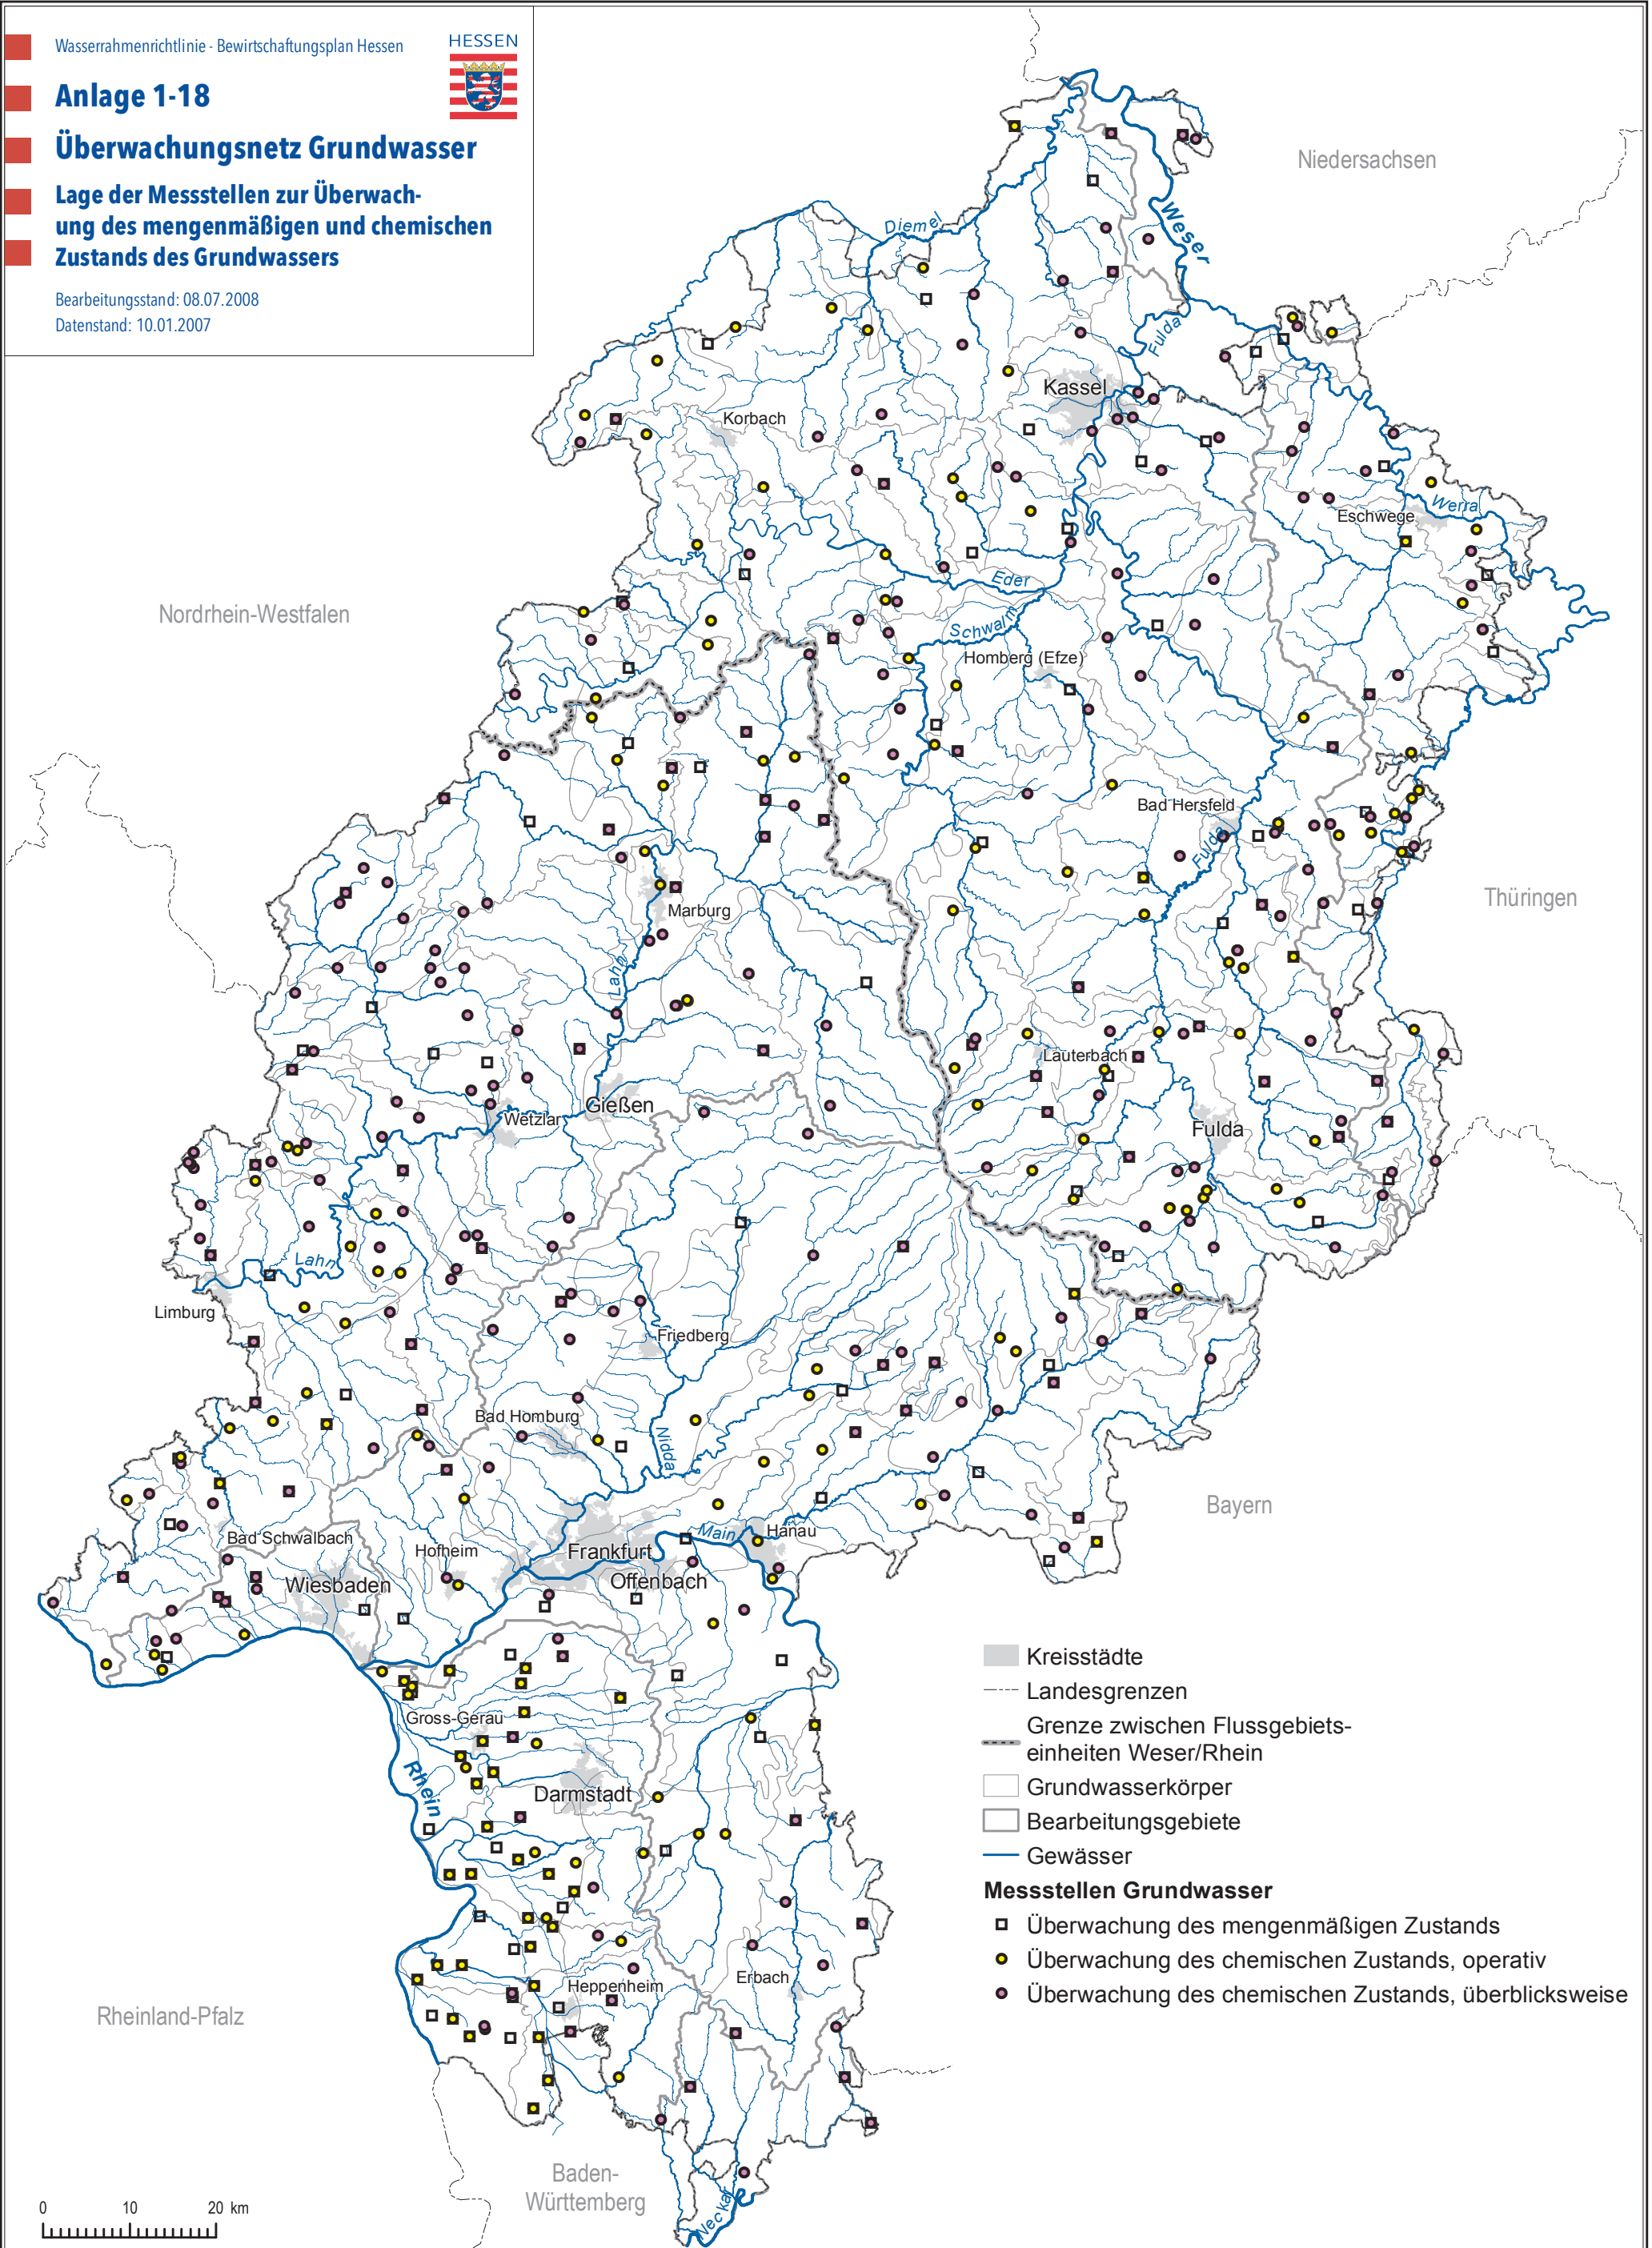 Wasserrahmenrichtlinie - Bewirtschaftungsplan Hessen
HESSEN
Anlage 1-18
Überwachungsnetz Grundwasser
Lage der Messstellen zur Überwach-
ung des mengenmäßigen und chemischen
Zustands des Grundwassers
Bearbeitungsstand: 08.07.2008
Datenstand: 10.01.2007
Niedersachsen
Diemel
Weser
Fulda
Kassel
Korbach
Werra
Eschwege
Eder
Nordrhein-Westfalen
Schwalm
Homberg (Efze)
Bad Hersfeld
Fulda
Thüringen
Marburg
Lahn
Lauterbach
Gießen
Wetzlar
Fulda
Lahn
Limburg
Friedberg
Bad Homburg
Nidda
Bayern
Main
Hanau
Bad Schwalbach
Hofheim
Frankfurt
Offenbach
Wiesbaden
Gross-Gerau
Rhein
Darmstadt
Heppenheim
Erbach
Rheinland-Pfalz
Baden-
Württemberg
Neckar
Kreisstädte
Landesgrenzen
Grenze zwischen Flussgebiets-
einheiten Weser/Rhein
Grundwasserkörper
Bearbeitungsgebiete
Gewässer
Messstellen Grundwasser
Überwachung des mengenmäßigen Zustands
Überwachung des chemischen Zustands, operativ
Überwachung des chemischen Zustands, überblicksweise
0 10 20 km